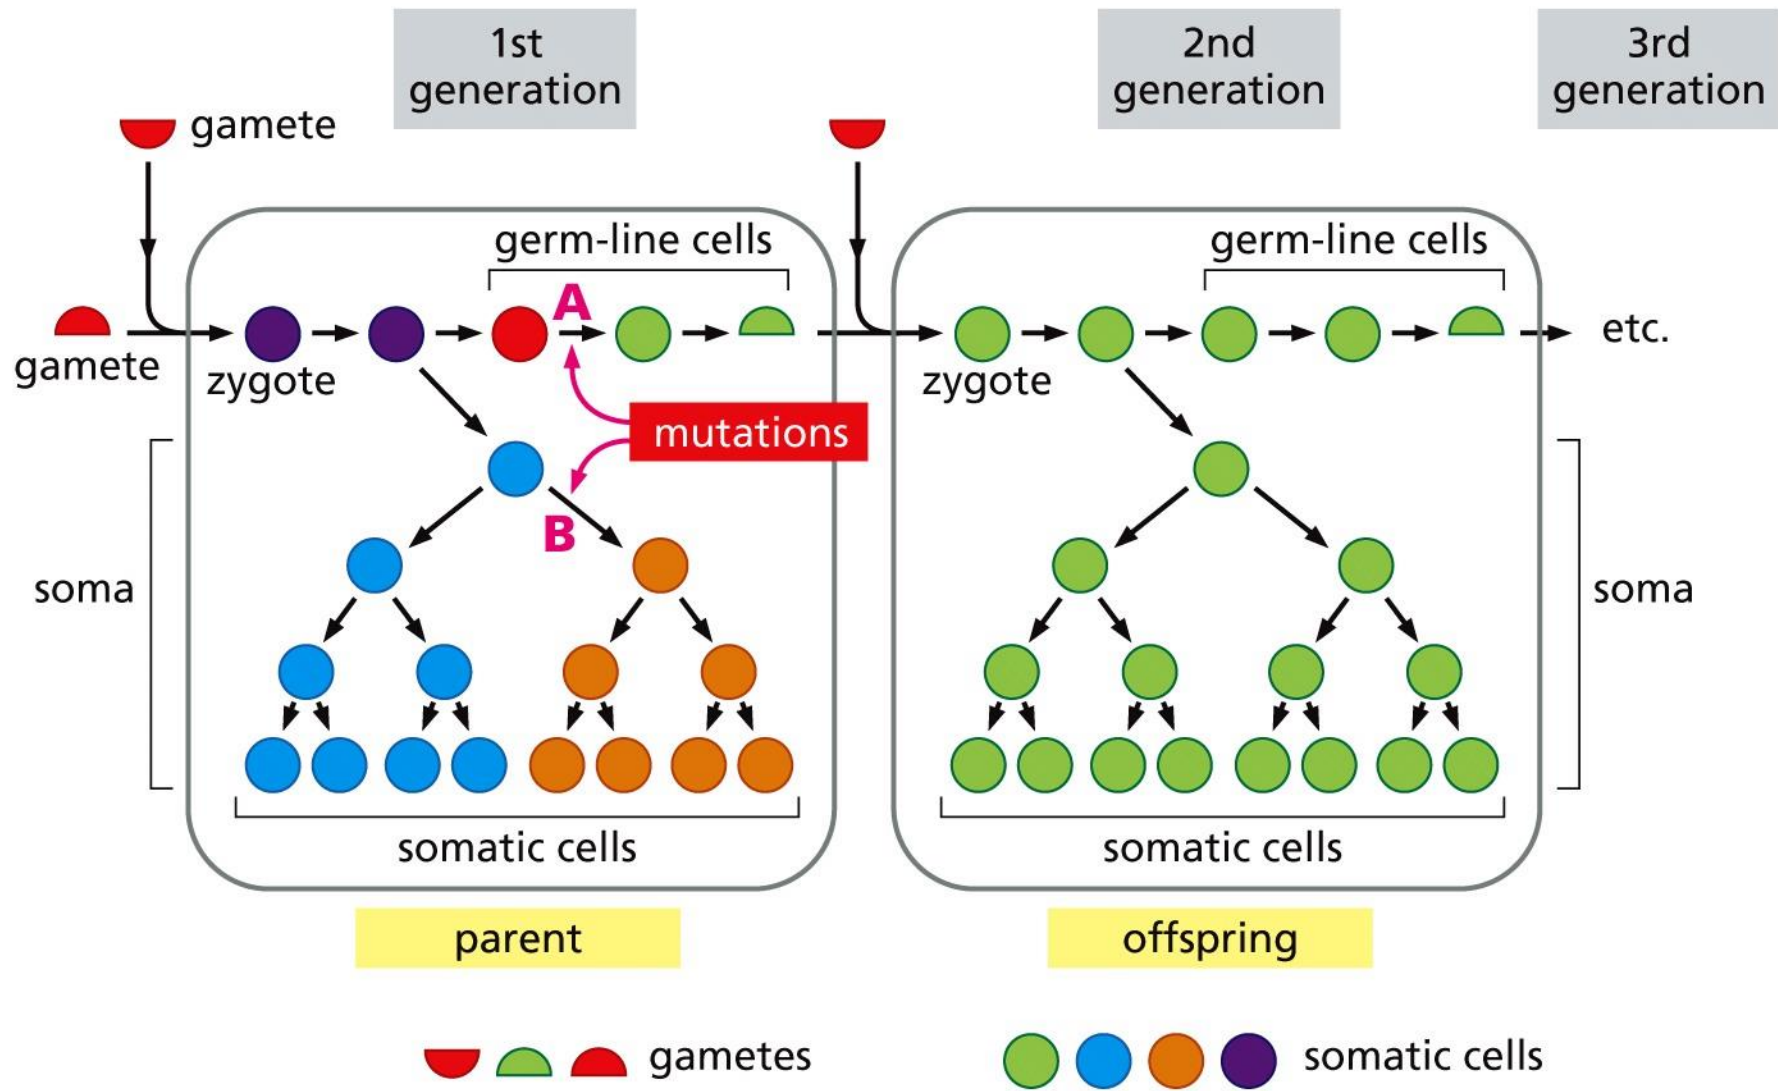 1st
generation
2nd
generation
3rd
generation
gamete
germ-line cells
germ-line cells
A
gamete
zygote
zygote
etc.
mutations
B
soma
soma
somatic cells
somatic cells
parent
offspring
gametes
somatic cells